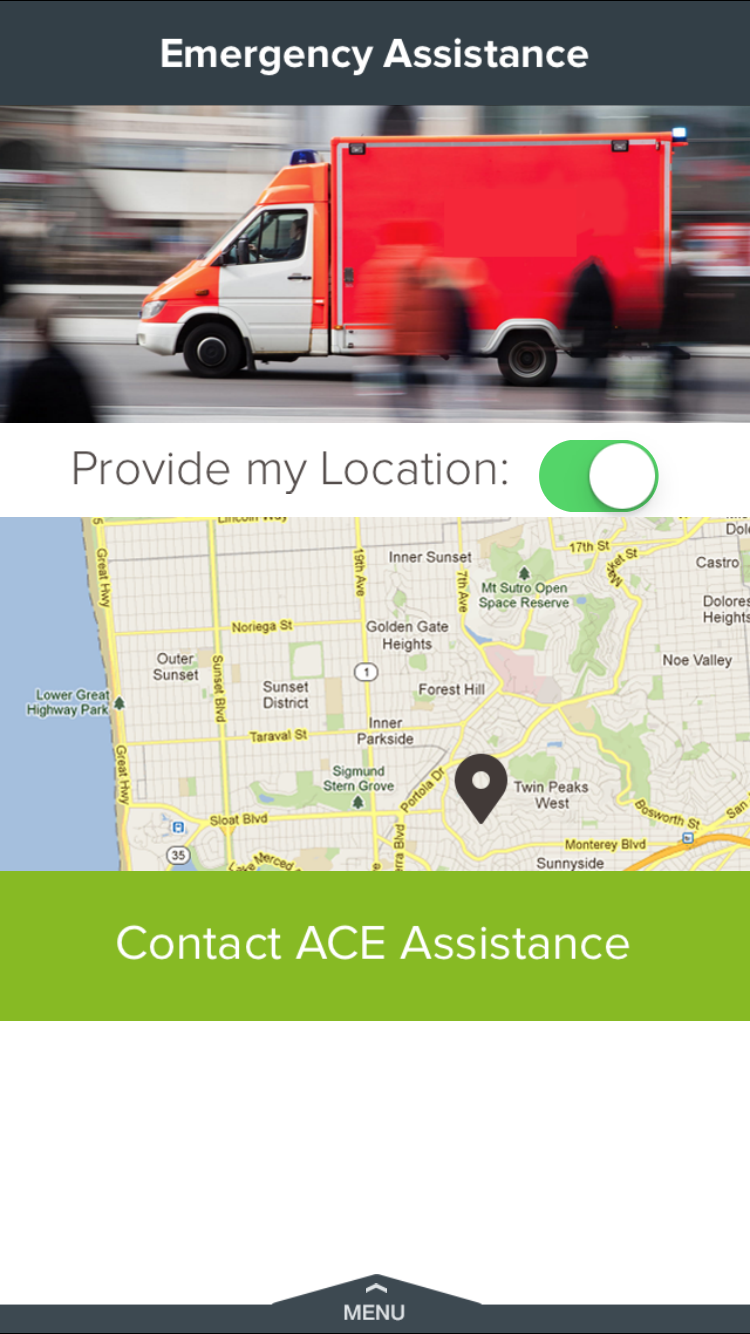 Emergency Assistance
Provide my Location:
Lincoln Way
Great Hwy
19th Ave
Inner Sunset
7th Ave
17th St
Castro
Mt Sutro Open
Space Reserve
Dolores
Heights
Noriega St
Golden Gate
Heights
Outer
Sunset
Sunset Blvd
1
Noe Valley
Sunset
District
Forest Hill
Lower Great
Highway Park
Inner
Parkside
Taraval St
Great Hwy
Sigmund
Stern Grove
Portola Dr
Twin Peaks
West
Sloat Blvd
Bosworth St
San
35
Lake Merced
Monterey Blvd
Sunnyside
Contact ACE Assistance
MENU